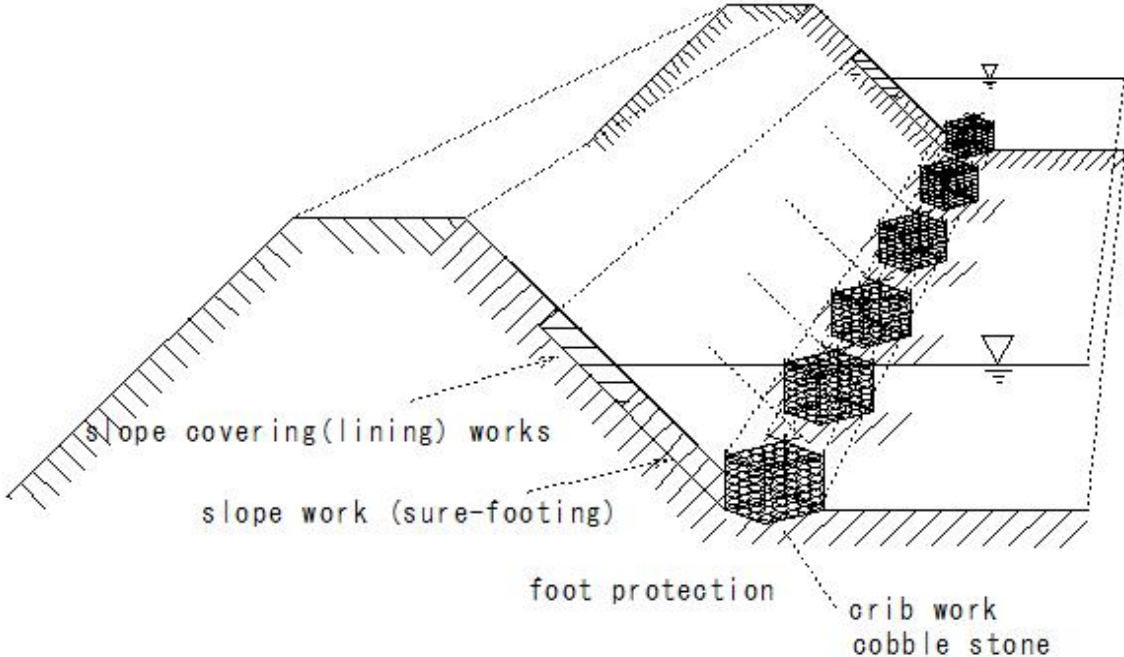 slope covering(lining) works
slope work (sure-footing)
foot protection
crib work
cobble stone